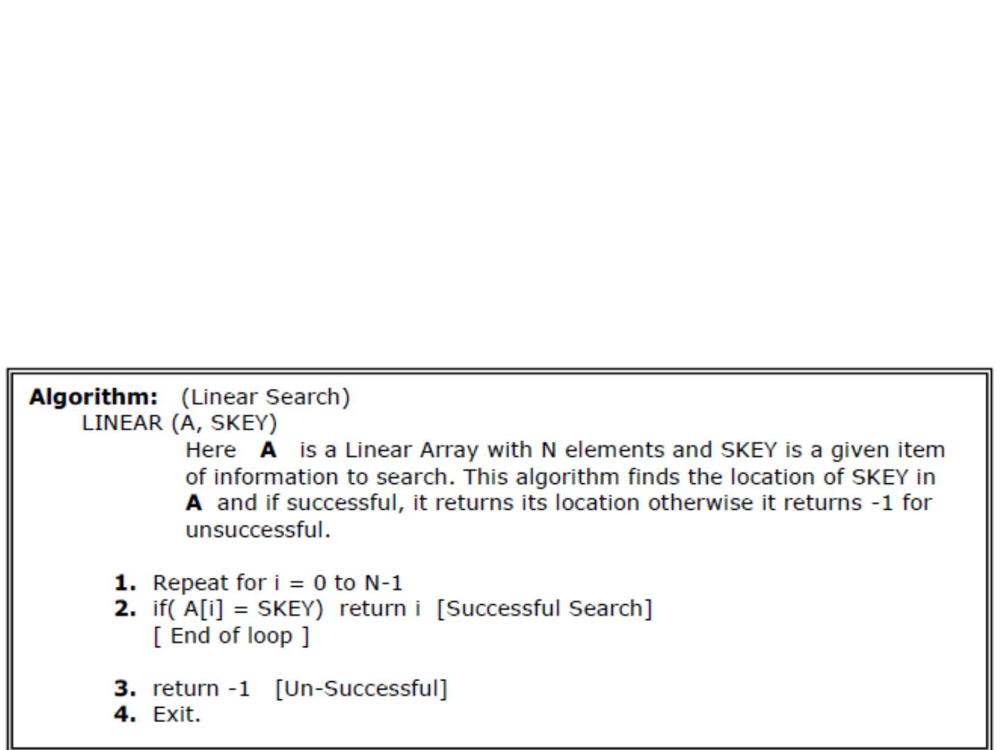 Algorithm: (Linear Search)
LINEAR (A, SKEY)
Here A is a Linear Array with N elements and SKEY is a given item
of information to search. This algorithm finds the location of SKEY in
A and if successful, it returns its location otherwise it returns -1 for
unsuccessful.
1. Repeat for i = 0 to N-1
2. if( A[i] = SKEY) return i [Successful Search]
[ End of loop ]
3. return -1 [Un-Successful]
4. Exit.